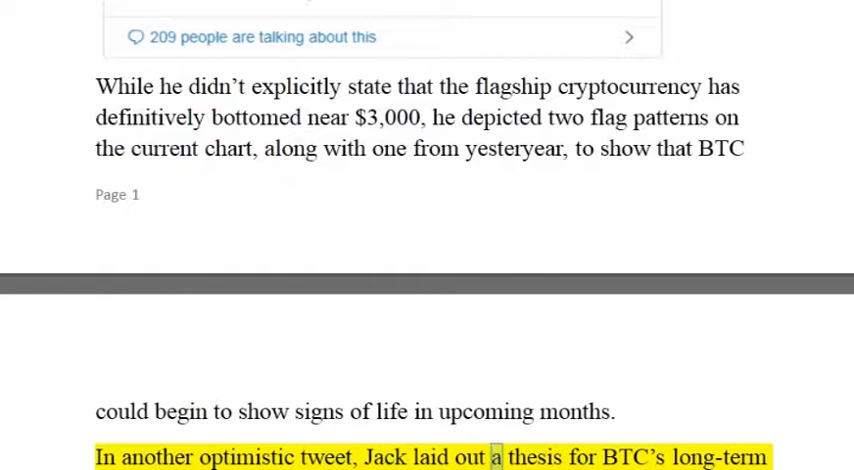 209 people are talking about this
While he didn’t explicitly state that the flagship cryptocurrency has
definitively bottomed near $3,000, he depicted two flag patterns on
the current chart, along with one from yesteryear, to show that BTC
Page 1
could begin to show signs of life in upcoming months.
In another optimistic tweet, Jack laid out a thesis for BTC’s long-term